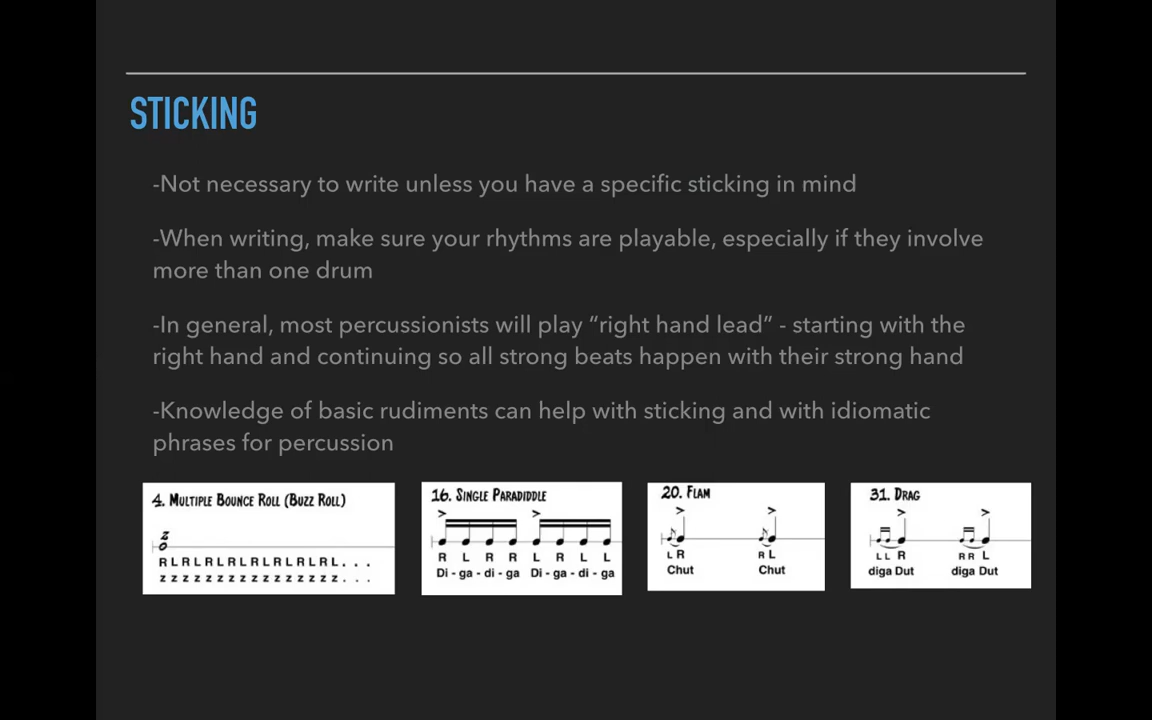 STICKING
-Not necessary to write unless you have a specific sticking in mind
-When writing, make sure your rhythms are playable, especially if they involve
more than one drum
-In general, most percussionists will play “right hand lead” - starting with the
right hand and continuing so all strong beats happen with their strong hand
-Knowledge of basic rudiments can help with sticking and with idiomatic
phrases for percussion
4. MULTIPLE BOUNCE ROLL (BUZZ ROLL)
z
R L R L R L R L R L R L R L R L . . .
z z z z z z z z z z z z z z z z . . .
16. SINGLE PARADIDDLE
R L R R L R L L
Di - ga - di - ga Di - ga - di - ga
20. FLAM
L R R L
Chut Chut
31. DRAG
L L R R R L
diga Dut diga Dut